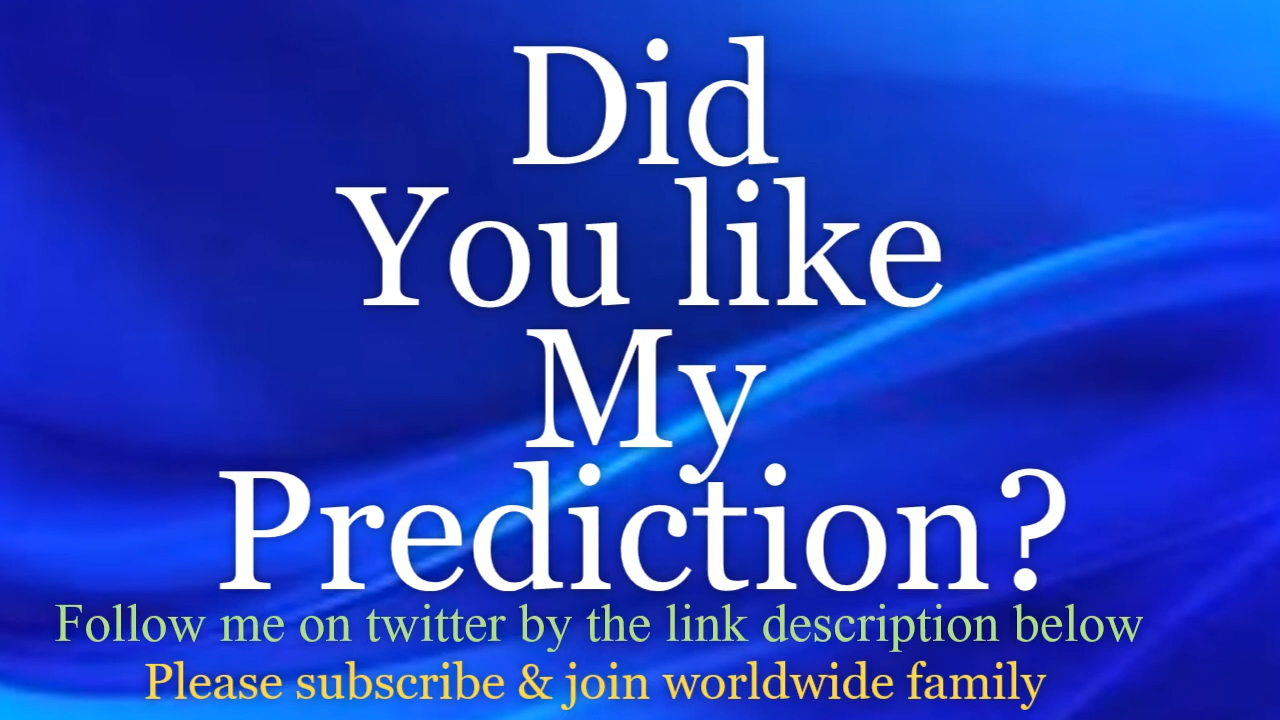 Did
You like
My
Prediction?
Follow me on twitter by the link description below
Please subscribe & join worldwide family